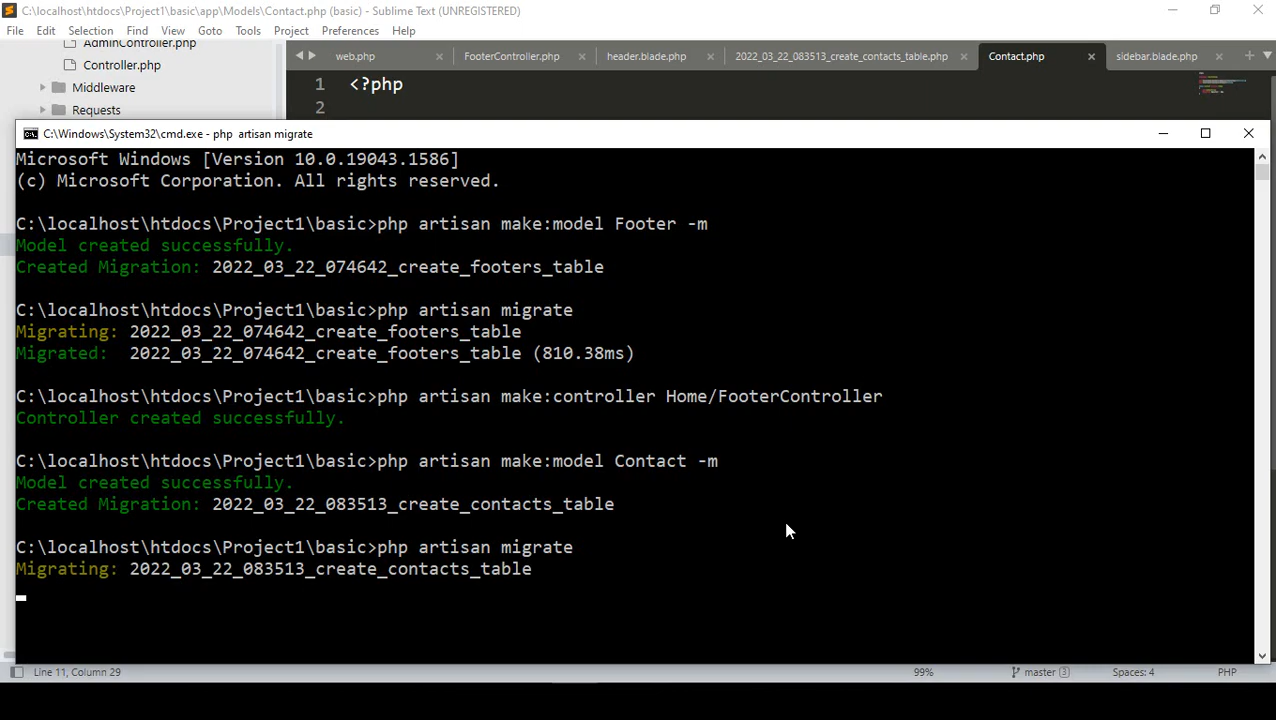 C:\localhost\htdocs\Project1\basic\app\Models\Contact.php (basic) - Sublime Text (UNREGISTERED)
File Edit Selection Find View Goto Tools Project Preferences Help
AdminController.php
Controller.php
Middleware
Requests
web.php FooterController.php header.blade.php 2022_03_22_083513_create_contacts_table.php Contact.php sidebar.blade.php
1 <?php
2
C:\Windows\System32\cmd.exe - php artisan migrate
Microsoft Windows [Version 10.0.19043.1586]
(c) Microsoft Corporation. All rights reserved.
C:\localhost\htdocs\Project1\basic>php artisan make:model Footer -m
Model created successfully.
Created Migration: 2022_03_22_074642_create_footers_table
C:\localhost\htdocs\Project1\basic>php artisan migrate
Migrating: 2022_03_22_074642_create_footers_table
Migrated:  2022_03_22_074642_create_footers_table (810.38ms)
C:\localhost\htdocs\Project1\basic>php artisan make:controller Home/FooterController
Controller created successfully.
C:\localhost\htdocs\Project1\basic>php artisan make:model Contact -m
Model created successfully.
Created Migration: 2022_03_22_083513_create_contacts_table
C:\localhost\htdocs\Project1\basic>php artisan migrate
Migrating: 2022_03_22_083513_create_contacts_table
Line 11, Column 29 99% master 3 Spaces: 4 PHP